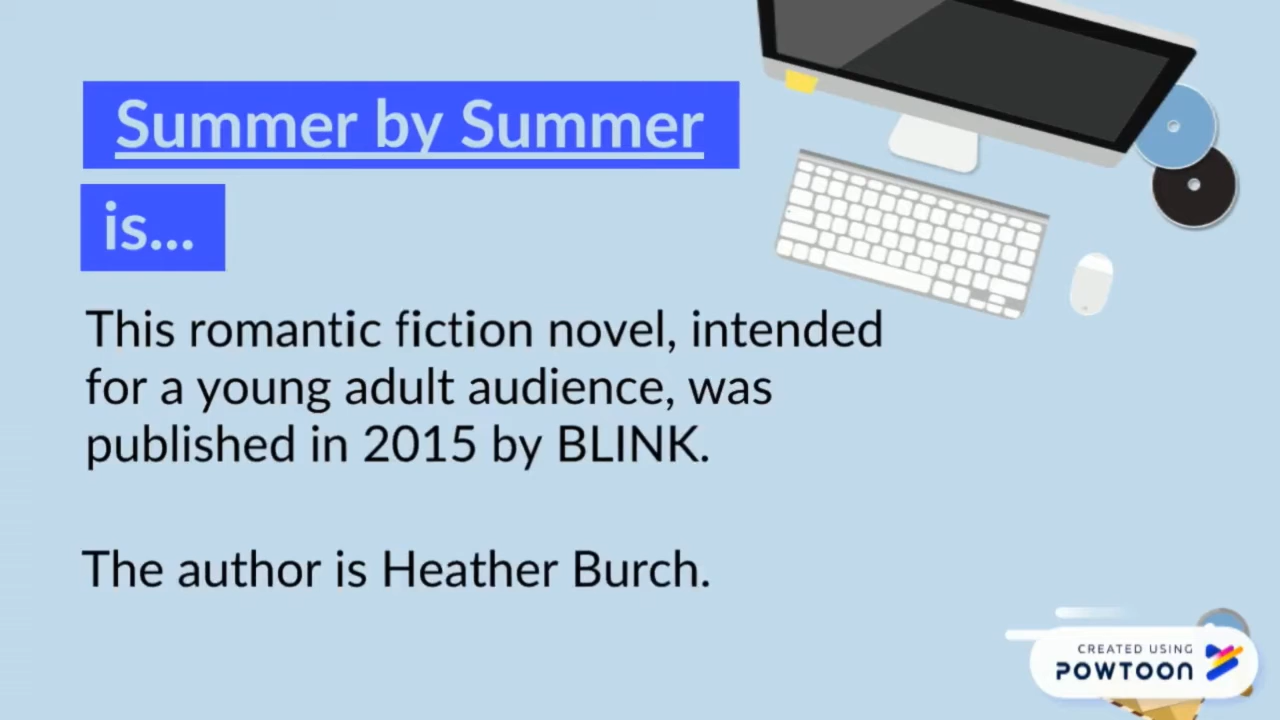 Summer by Summer
is...
This romantic fiction novel, intended
for a young adult audience, was
published in 2015 by BLINK.
The author is Heather Burch.
CREATED USING
POWTOON